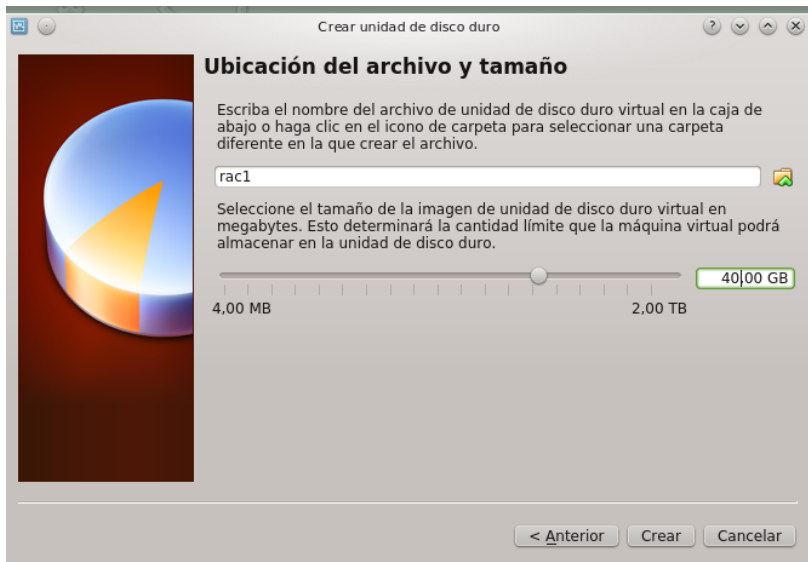 Crear unidad de disco duro
Ubicación del archivo y tamaño
Escriba el nombre del archivo de unidad de disco duro virtual en la caja de
abajo o haga clic en el icono de carpeta para seleccionar una carpeta
diferente en la que crear el archivo.
rac1
Seleccione el tamaño de la imagen de unidad de disco duro virtual en
megabytes. Esto determinará la cantidad límite que la máquina virtual podrá
almacenar en la unidad de disco duro.
40,00 GB
4,00 MB 2,00 TB
< Anterior Crear Cancelar